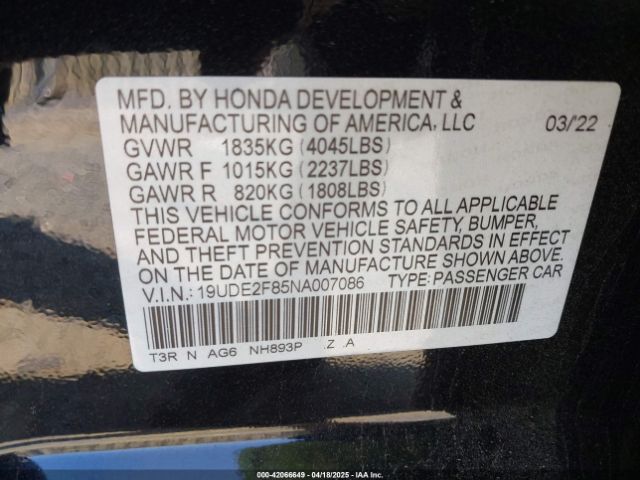 MFD. BY HONDA DEVELOPMENT &
MANUFACTURING OF AMERICA, LLC 03/22
GVWR 1835KG (4045LBS)
GAWR F 1015KG (2237LBS)
GAWR R 820KG (1808LBS)
THIS VEHICLE CONFORMS TO ALL APPLICABLE
FEDERAL MOTOR VEHICLE SAFETY, BUMPER,
AND THEFT PREVENTION STANDARDS IN EFFECT
ON THE DATE OF MANUFACTURE SHOWN ABOVE.
V.I.N.: 19UDE2F85NA007086 TYPE: PASSENGER CAR
T3R N AG6 NH893P .Z .A
000-42066649 | 04/18/2025 | IAA Inc.